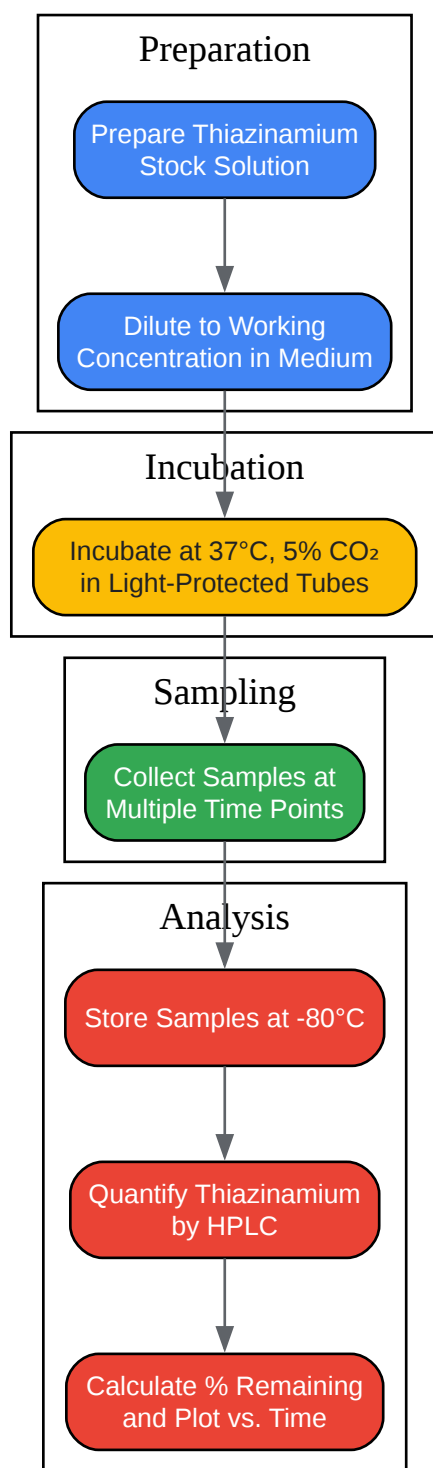 Preparation
Prepare Thiazinamium
Stock Solution
Dilute to Working
Concentration in Medium
Incubation
Incubate at 37°C, 5% CO₂
in Light-Protected Tubes
Sampling
Collect Samples at
Multiple Time Points
Analysis
Store Samples at -80°C
Quantify Thiazinamium
by HPLC
Calculate % Remaining
and Plot vs. Time